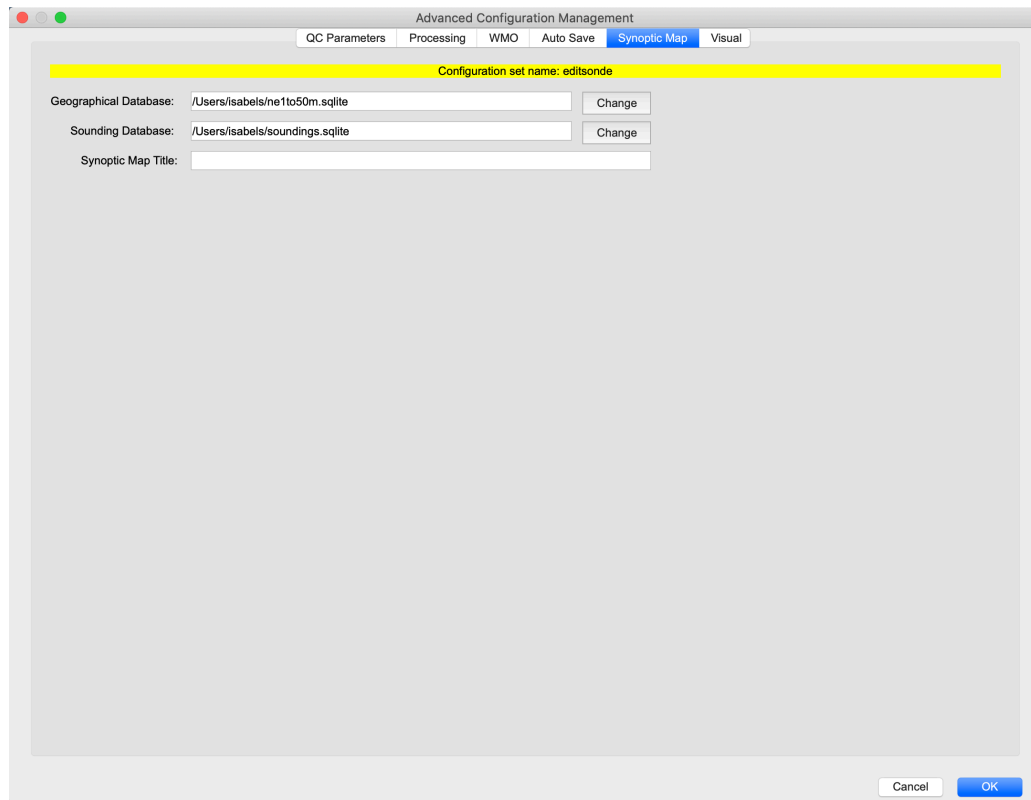 Advanced Configuration Management
QC Parameters Processing WMO Auto Save Synoptic Map Visual
Configuration set name: editsonde
Geographical Database: /Users/isabels/ne1to50m.sqlite Change
Sounding Database: /Users/isabels/soundings.sqlite Change
Synoptic Map Title:
Cancel OK